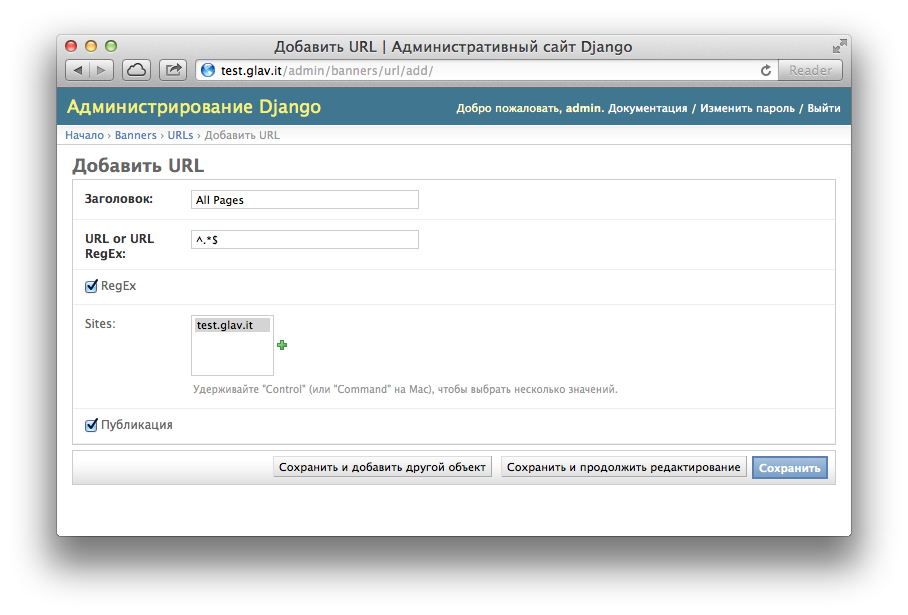 Добавить URL | Административный сайт Django
test.glav.it/admin/banners/url/add/
Reader
Администрирование Django
Добро пожаловать, admin. Документация / Изменить пароль / Выйти
Начало › Banners › URLs › Добавить URL
Добавить URL
Заголовок: All Pages
URL or URL ^.*$
RegEx:
RegEx
Sites: test.glav.it
Удерживайте "Control" (или "Command" на Mac), чтобы выбрать несколько значений.
Публикация
Сохранить и добавить другой объект Сохранить и продолжить редактирование Сохранить